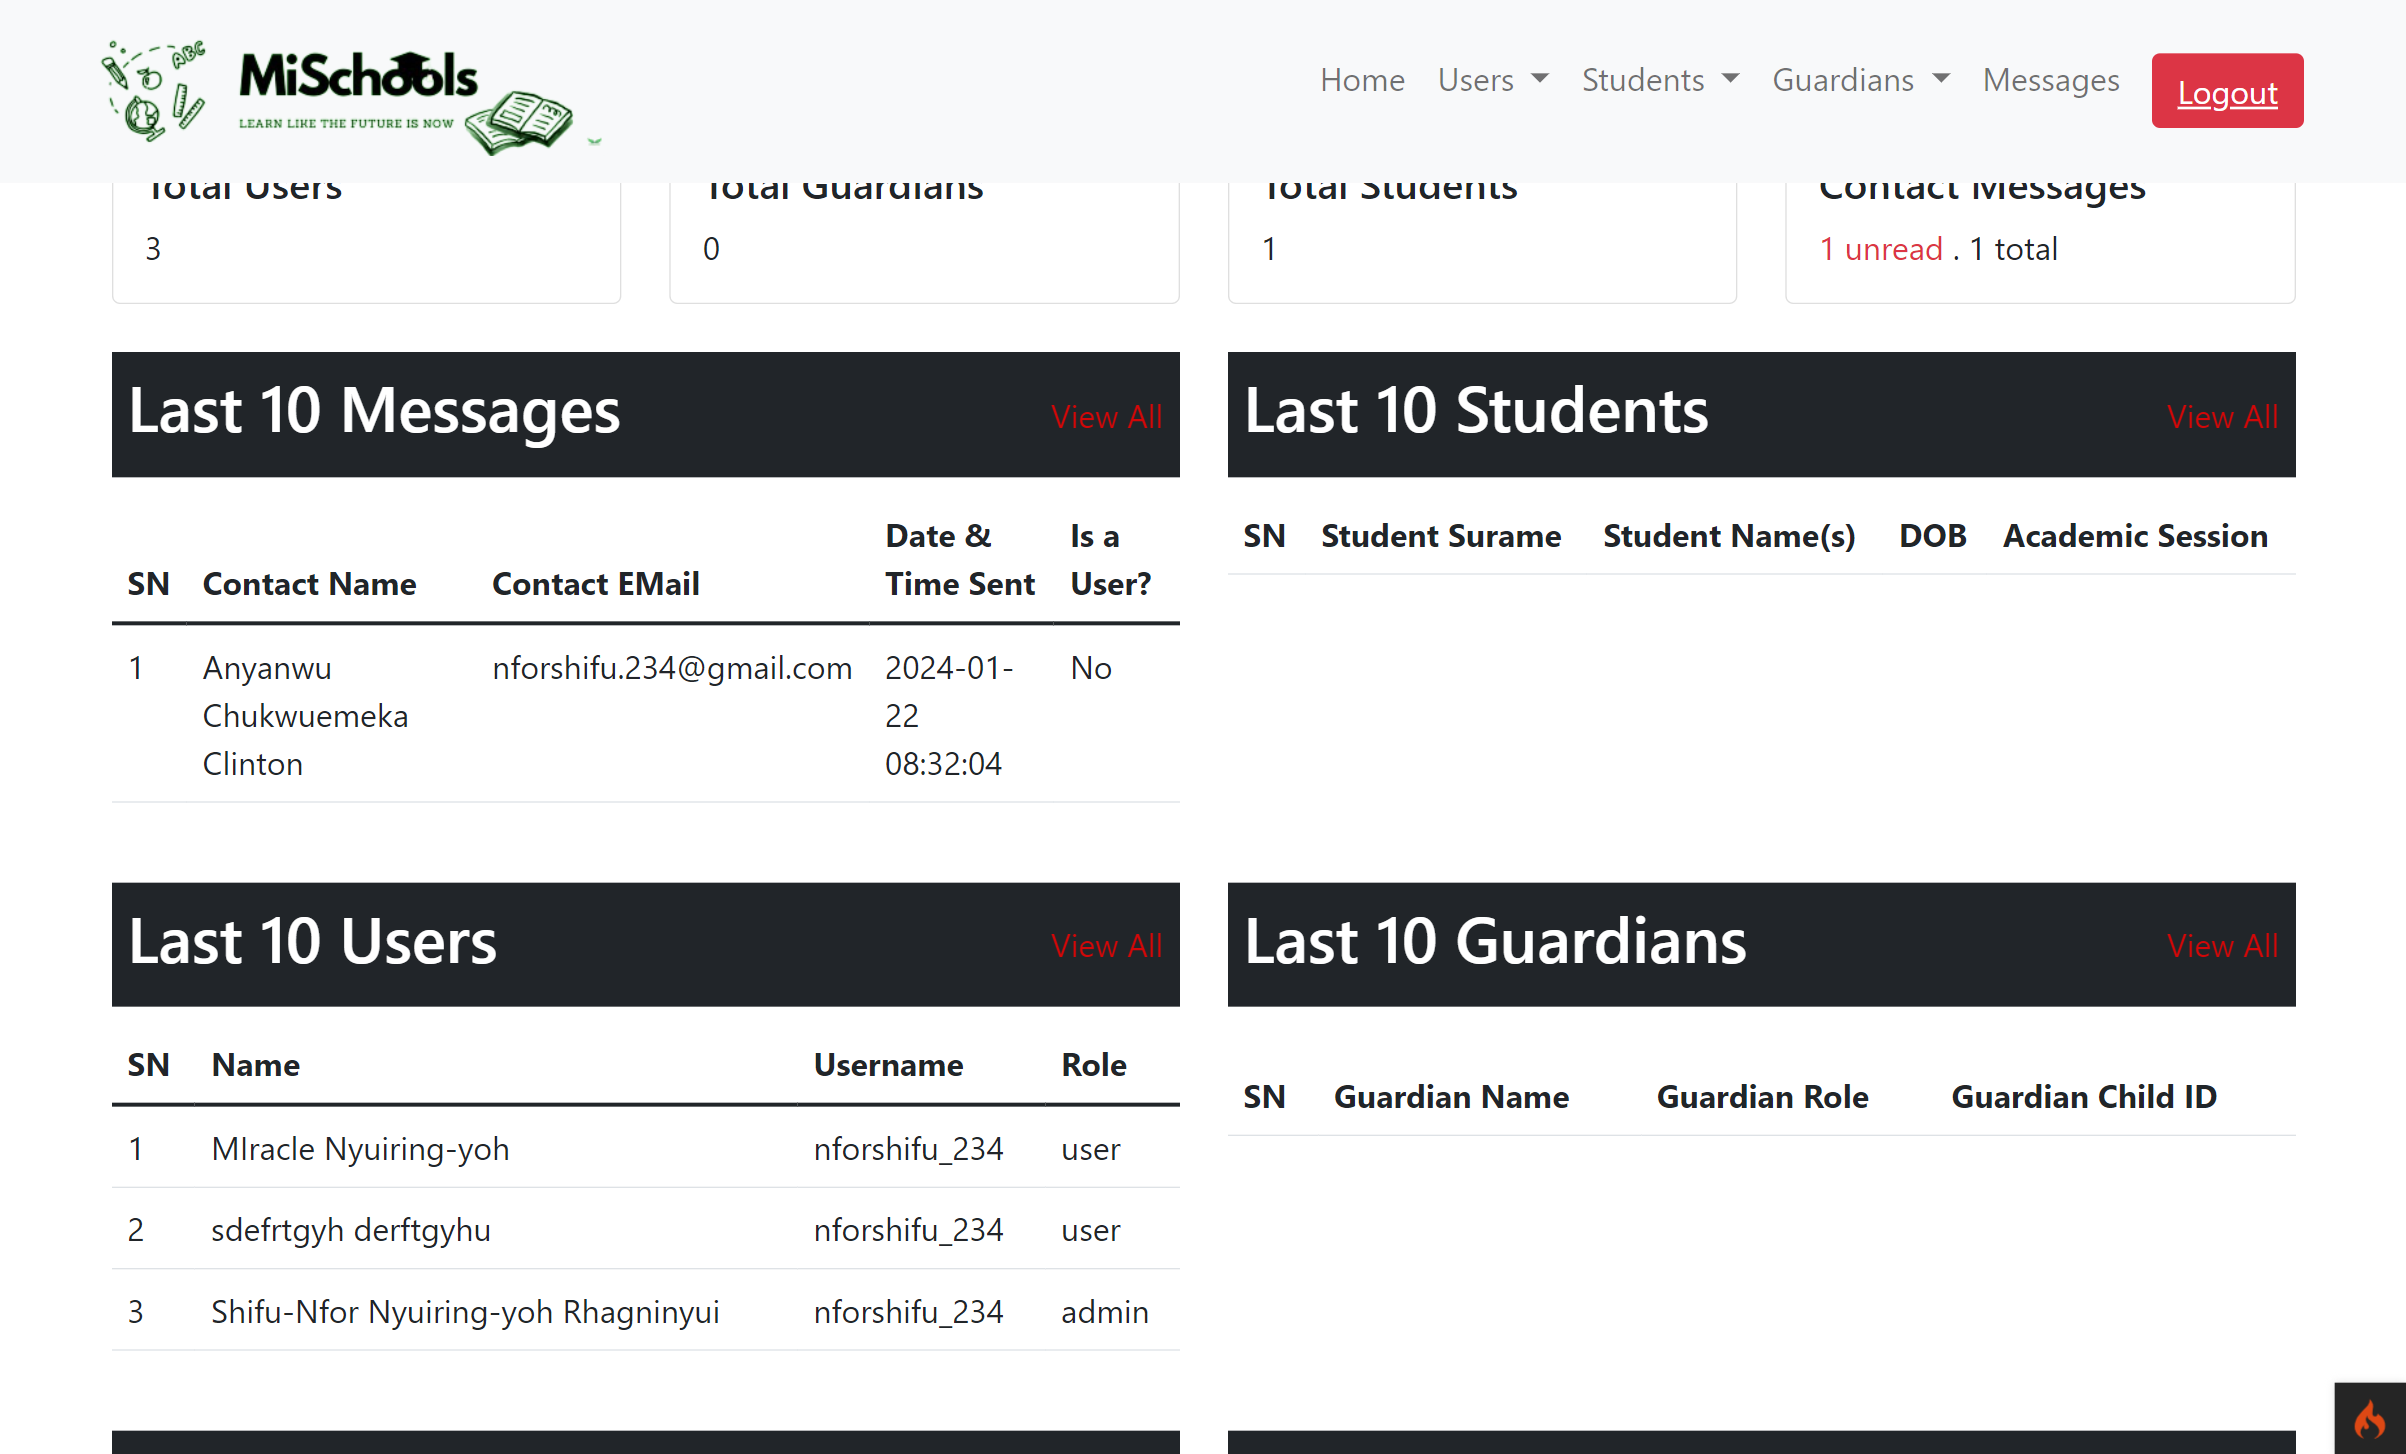 ABC
MiSchools
LEARN LIKE THE FUTURE IS NOW
Home Users Students Guardians Messages Logout
Total Users Total Guardians Total Students Contact Messages
3 0 1 1 unread . 1 total
Last 10 Messages View All
SN Contact Name Contact EMail Date & Time Sent Is a User?
1 Anyanwu Chukwuemeka Clinton nforshifu.234@gmail.com 2024-01-22 08:32:04 No
Last 10 Students View All
SN Student Surame Student Name(s) DOB Academic Session
Last 10 Users View All
SN Name Username Role
1 MIracle Nyuiring-yoh nforshifu_234 user
2 sdefrtgyh derftgyhu nforshifu_234 user
3 Shifu-Nfor Nyuiring-yoh Rhagninyui nforshifu_234 admin
Last 10 Guardians View All
SN Guardian Name Guardian Role Guardian Child ID